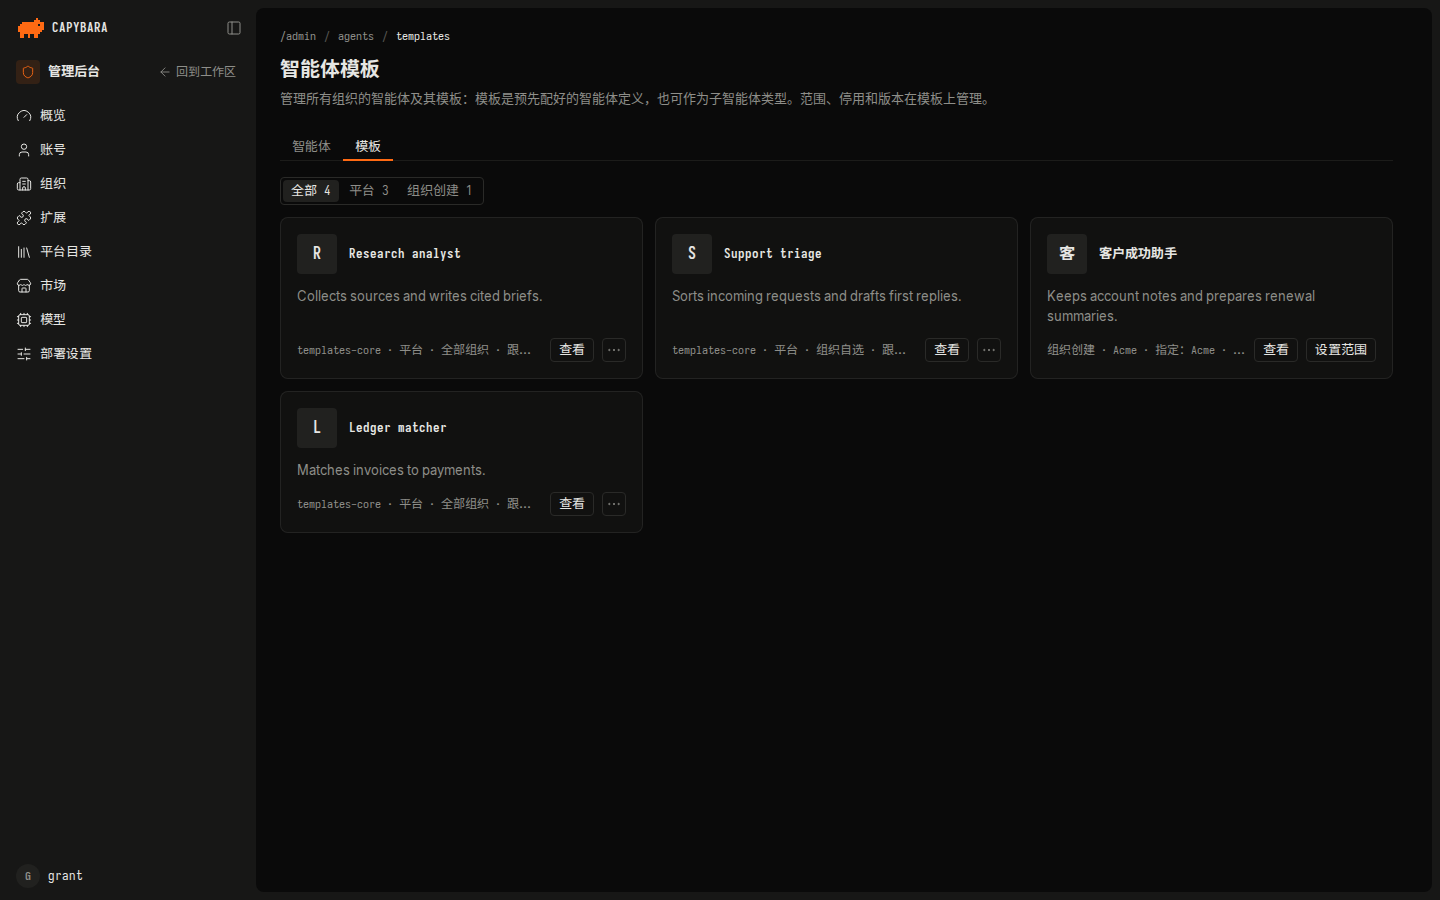 CAPYBARA
管理后台
回到工作区
概览
账号
组织
扩展
平台目录
市场
模型
部署设置
G grant
/admin / agents / templates
智能体模板
管理所有组织的智能体及其模板：模板是预先配好的智能体定义，也可作为子智能体类型。范围、停用和版本在模板上管理。
智能体 模板
全部 4 平台 3 组织创建 1
R Research analyst
Collects sources and writes cited briefs.
templates-core · 平台 · 全部组织 · 跟... 查看 ···
S Support triage
Sorts incoming requests and drafts first replies.
templates-core · 平台 · 组织自选 · 跟... 查看 ···
客 客户成功助手
Keeps account notes and prepares renewal
summaries.
组织创建 · Acme · 指定：Acme · ... 查看 设置范围
L Ledger matcher
Matches invoices to payments.
templates-core · 平台 · 全部组织 · 跟... 查看 ···